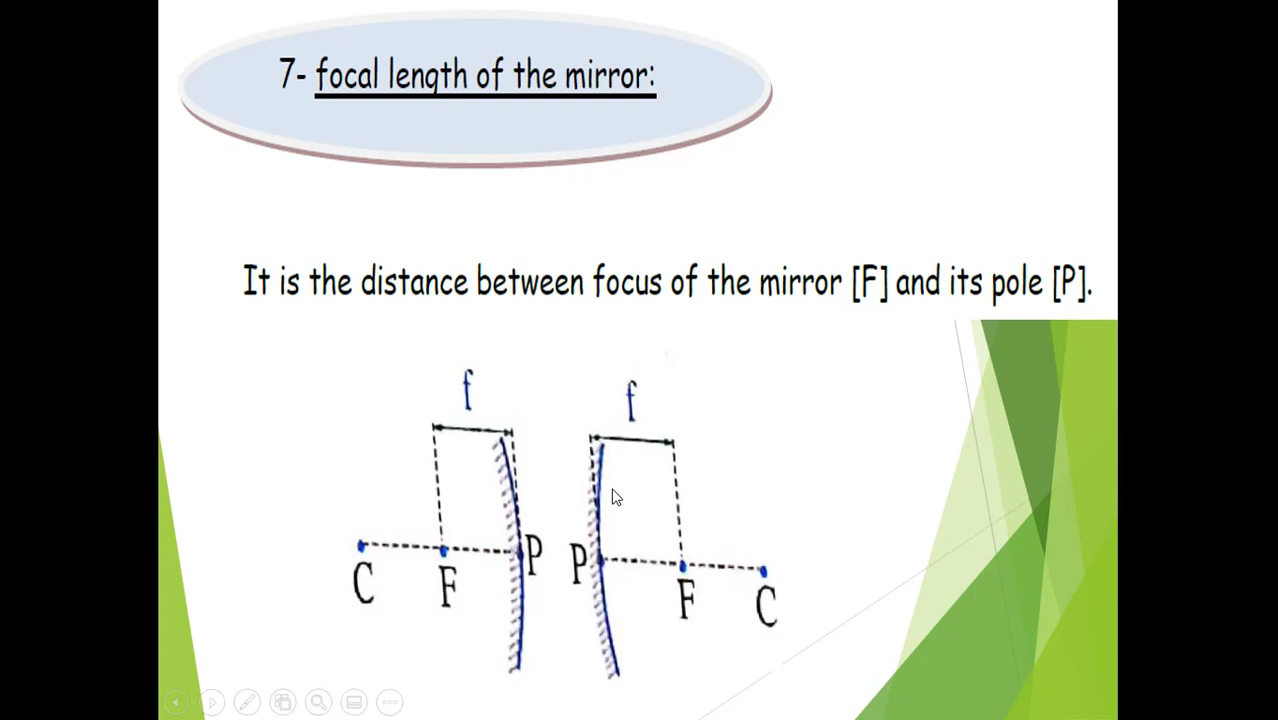 7- focal length of the mirror:
It is the distance between focus of the mirror [F] and its pole [P].
f f
C F P P F C